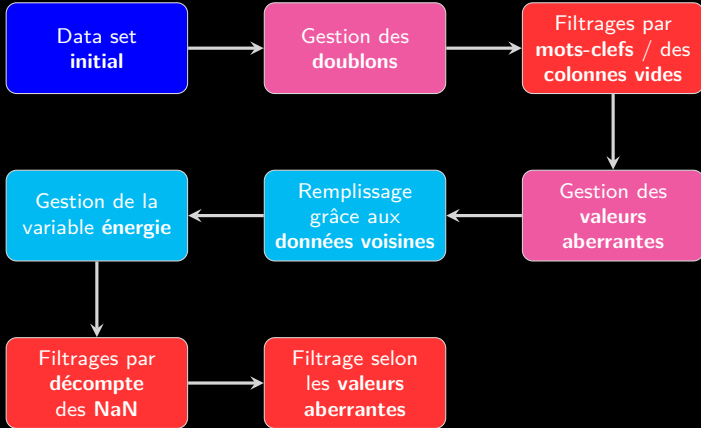 Data set
initial
Gestion des
doublons
Filtrages par
mots-clefs / des
colonnes vides
Gestion des
valeurs
aberrantes
Remplissage
grâce aux
données voisines
Gestion de la
variable énergie
Filtrages par
décompte
des NaN
Filtrage selon
les valeurs
aberrantes